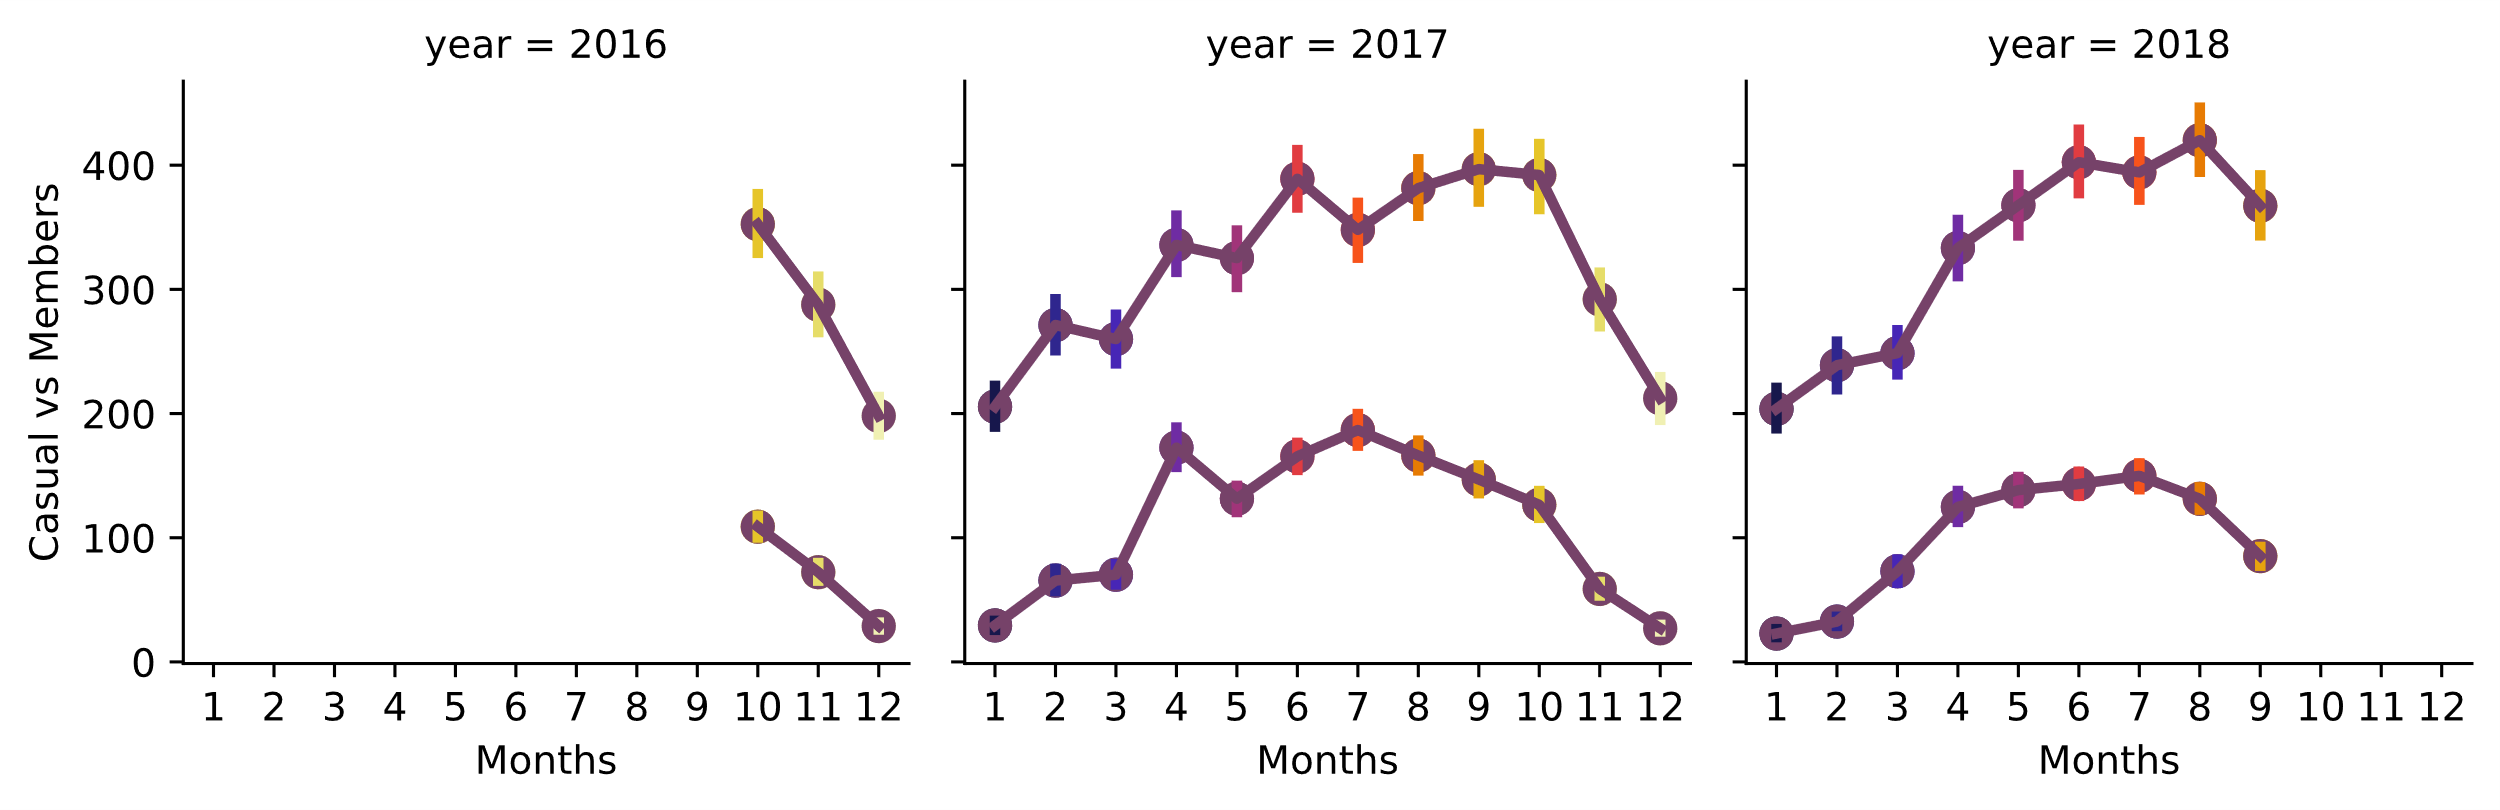 year = 2016
year = 2017
year = 2018
Casual vs Members
400
300
200
100
0
1 2 3 4 5 6 7 8 9 10 11 12
1 2 3 4 5 6 7 8 9 10 11 12
1 2 3 4 5 6 7 8 9 10 11 12
Months
Months
Months